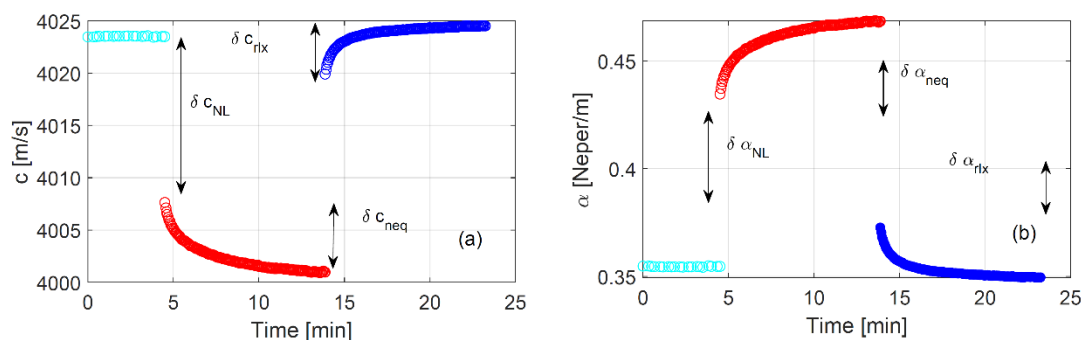 4025
4020
4015
4010
4005
4000
c [m/s]
0 5 10 15 20 25
Time [min]
δ c_NL
δ c_rlx
δ c_neq
(a)
0.45
0.4
0.35
α [Neper/m]
0 5 10 15 20 25
Time [min]
δ α_NL
δ α_neq
δ α_rlx
(b)